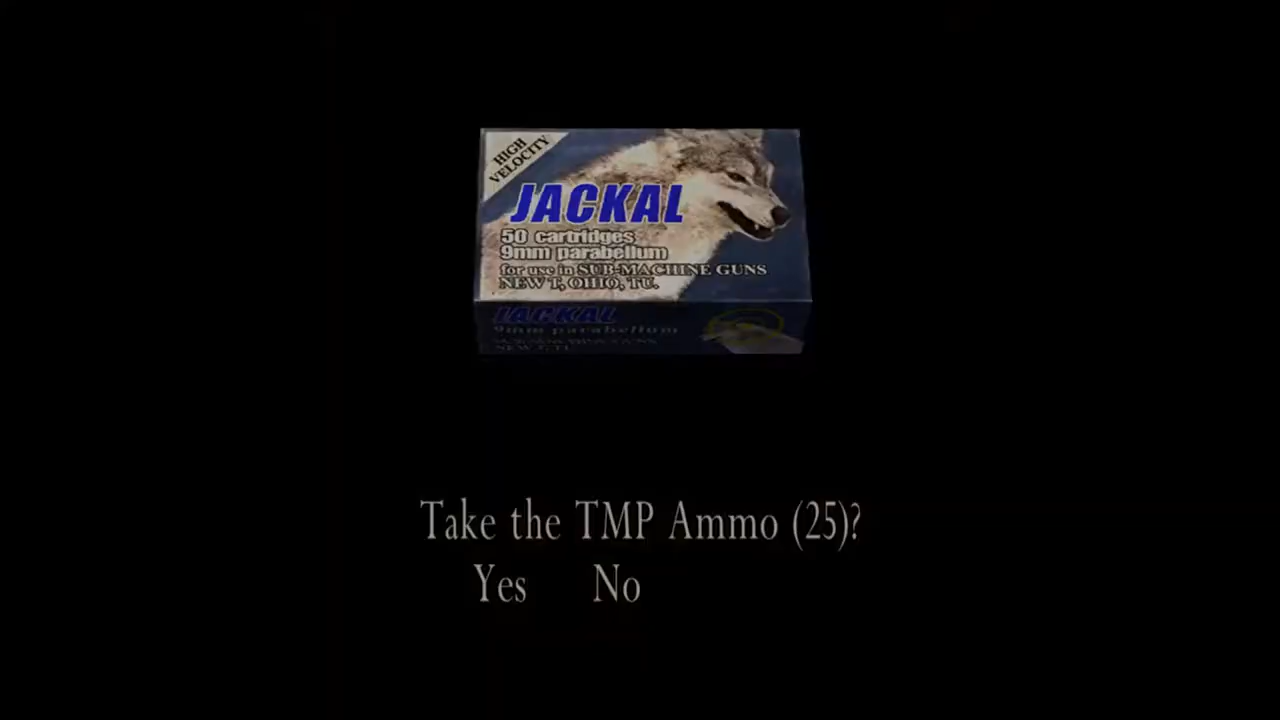 HIGH
VELOCITY
JACKAL
50 cartridges
9mm parabellum
for use in SUB-MACHINE GUNS
NEW T, OHIO, TU.
JACKAL
9mm parabellum
Take the TMP Ammo (25)?
Yes No